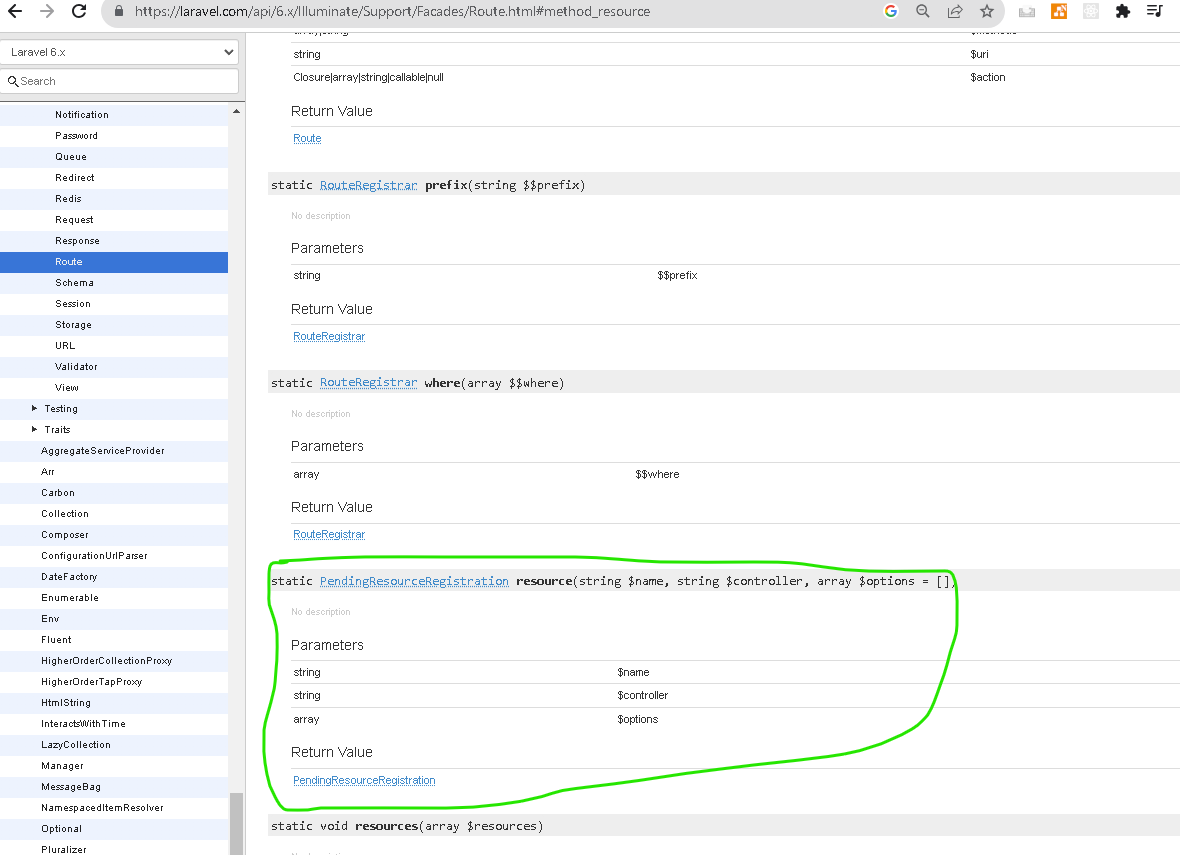 https://laravel.com/api/6.x/Illuminate/Support/Facades/Route.html#method_resource
Laravel 6.x
Search
Notification
Password
Queue
Redirect
Redis
Request
Response
Route
Schema
Session
Storage
URL
Validator
View
Testing
Traits
AggregateServiceProvider
Arr
Carbon
Collection
Composer
ConfigurationUrlParser
DateFactory
Enumerable
Env
Fluent
HigherOrderCollectionProxy
HigherOrderTapProxy
HtmlString
InteractsWithTime
LazyCollection
Manager
MessageBag
NamespacedItemResolver
Optional
Pluralizer
array|string $methods
string $uri
Closure|array|string|callable|null $action
Return Value
Route
static RouteRegistrar prefix(string $$prefix)
No description
Parameters
string $$prefix
Return Value
RouteRegistrar
static RouteRegistrar where(array $$where)
No description
Parameters
array $$where
Return Value
RouteRegistrar
static PendingResourceRegistration resource(string $name, string $controller, array $options = [])
No description
Parameters
string $name
string $controller
array $options
Return Value
PendingResourceRegistration
static void resources(array $resources)
No description